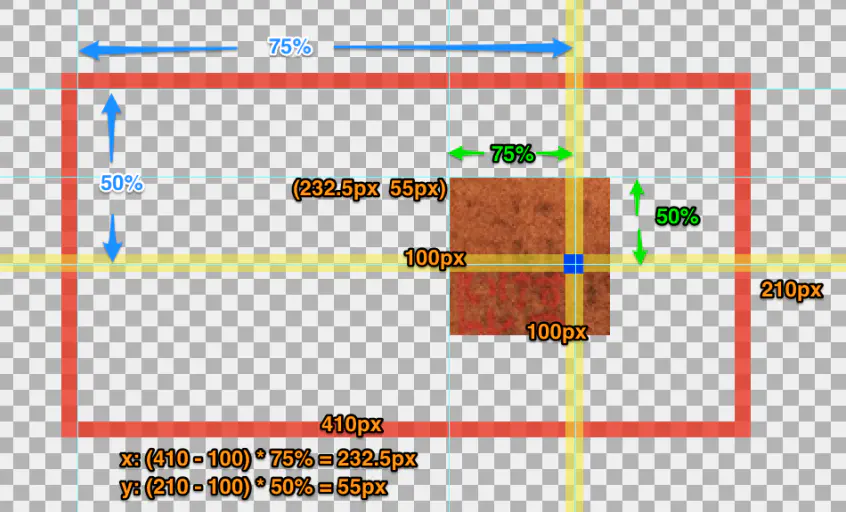 75%
75%
50%
(232.5px  55px)
50%
100px
210px
100px
410px
x: (410 - 100) * 75% = 232.5px
y: (210 - 100) * 50% = 55px